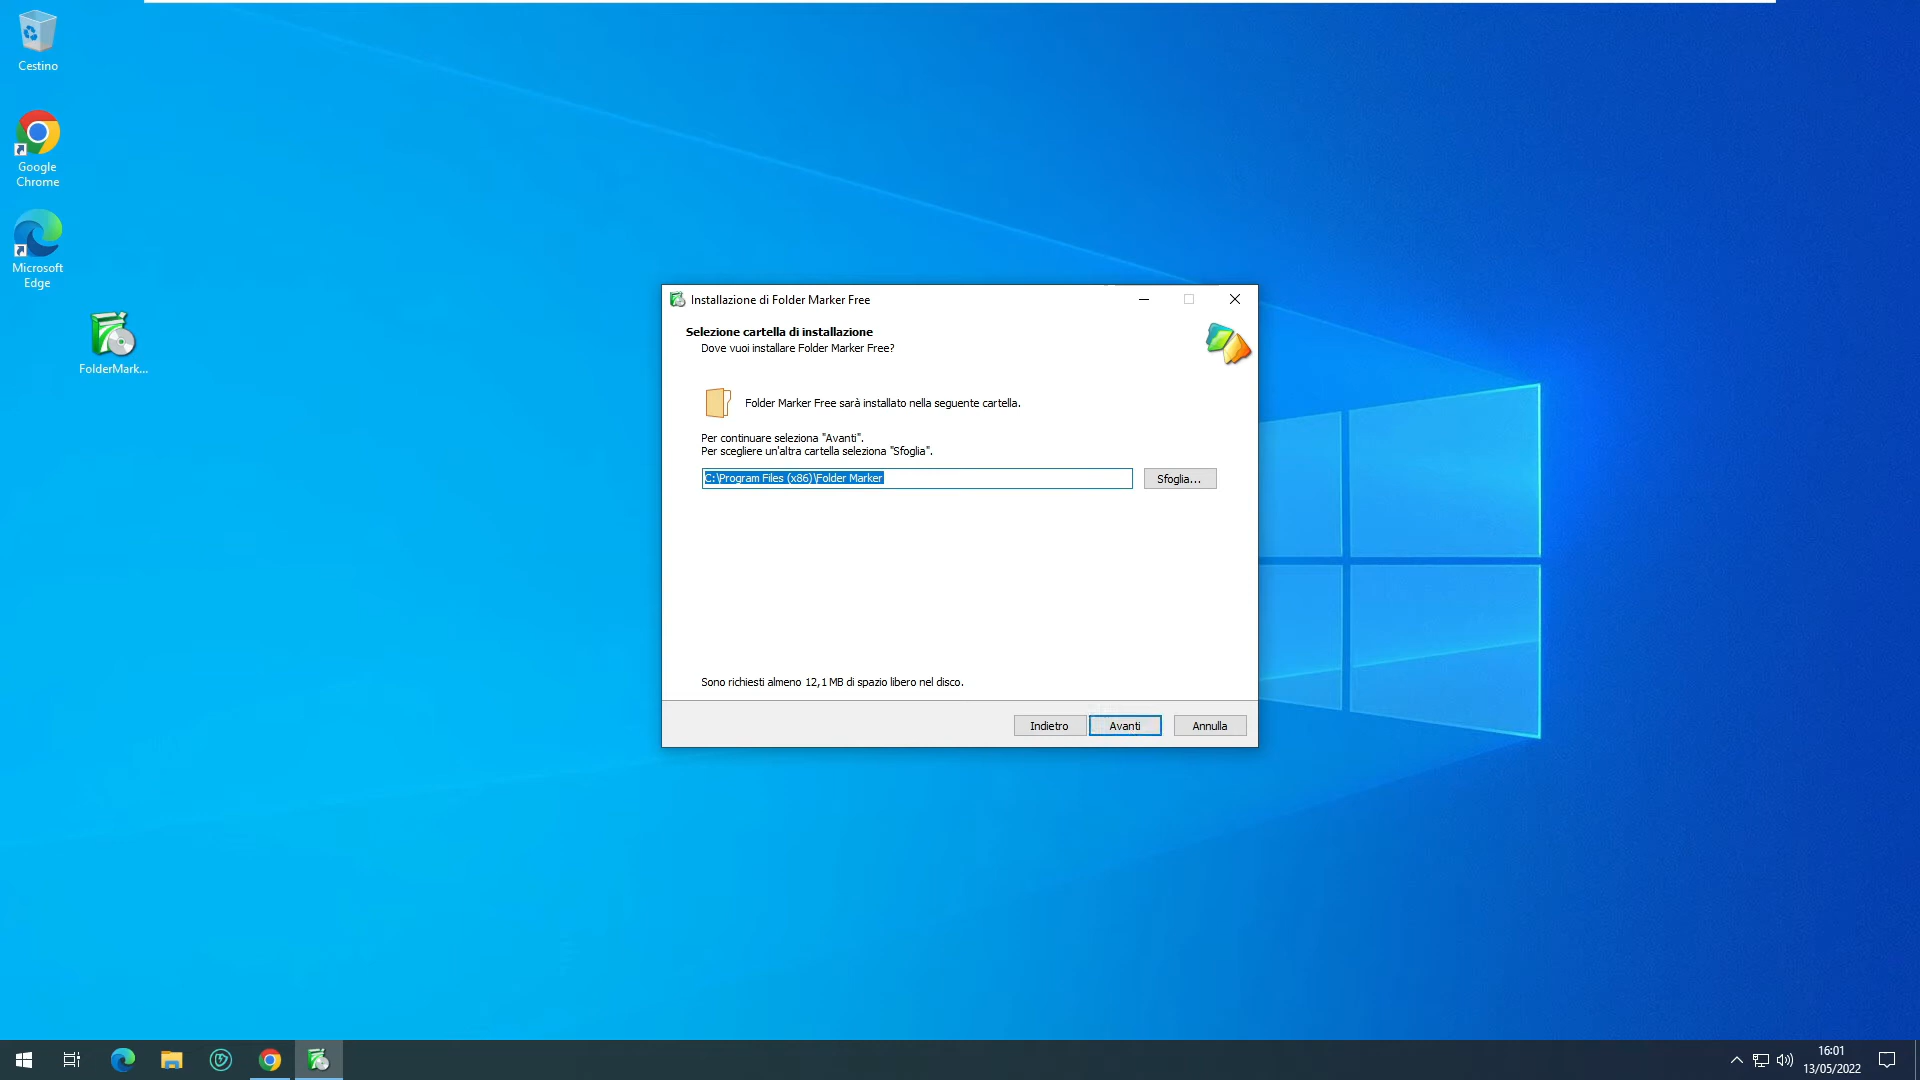 Cestino
Google
Chrome
Microsoft
Edge
FolderMark...
Installazione di Folder Marker Free
Selezione cartella di installazione
Dove vuoi installare Folder Marker Free?
Folder Marker Free sarà installato nella seguente cartella.
Per continuare seleziona "Avanti".
Per scegliere un'altra cartella seleziona "Sfoglia".
C:\Program Files (x86)\Folder Marker
Sfoglia...
Sono richiesti almeno 12,1 MB di spazio libero nel disco.
Indietro
Avanti
Annulla
16:01
13/05/2022